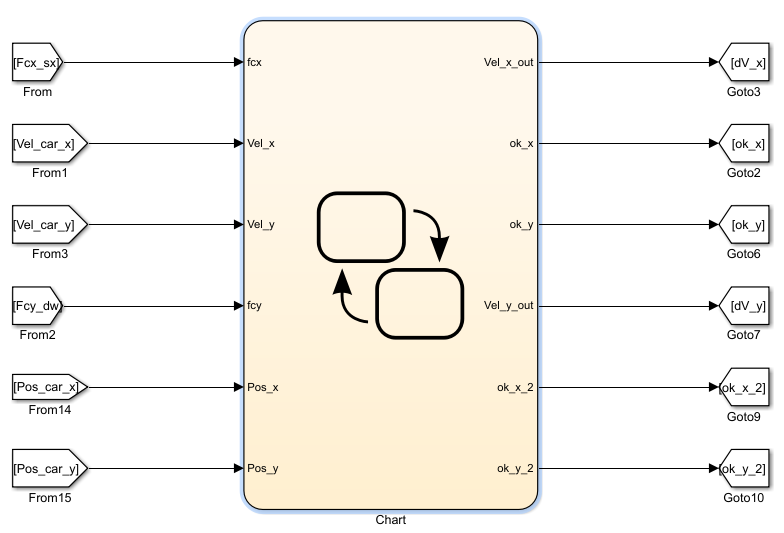 [Fcx_sx]
From
fcx
Vel_x_out
[dV_x]
Goto3
[Vel_car_x]
From1
Vel_x
ok_x
[ok_x]
Goto2
[Vel_car_y]
From3
Vel_y
ok_y
[ok_y]
Goto6
[Fcy_dw]
From2
fcy
Vel_y_out
[dV_y]
Goto7
[Pos_car_x]
From14
Pos_x
ok_x_2
[ok_x_2]
Goto9
[Pos_car_y]
From15
Pos_y
ok_y_2
[ok_y_2]
Goto10
Chart